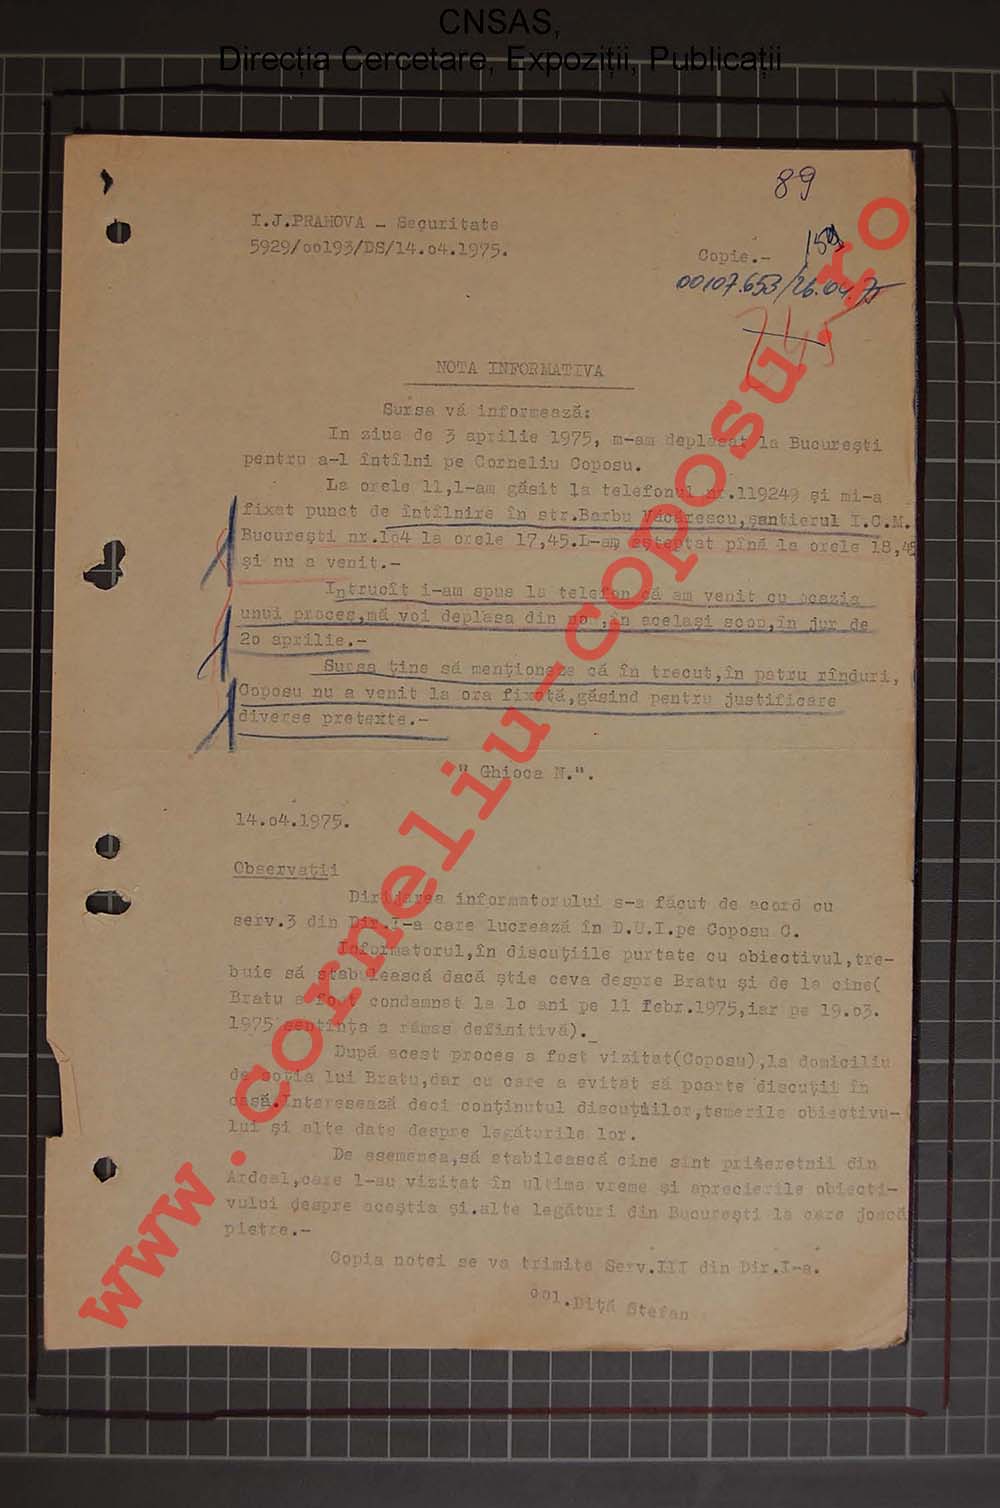 CNSAS,
Direcția Cercetare, Expoziții, Publicații
89
I.J.PRAHOVA - Securitate
5929/00193/DS/14.04.1975.
Copie.-
00107.653/26.04.75
NOTA INFORMATIVA
Sursa vă informează:
In ziua de 3 aprilie 1975, m-am deplasat la București
pentru a-l întîlni pe Corneliu Coposu.
La orele 11,l-am găsit la telefonul nr.119249 și mi-a
fixat punct de întîlnire în str.Barbu Văcărescu,șantierul I.C.M.
București nr.104 la orele 17,45.L-am așteptat pînă la orele 18,45
și nu a venit.-
Intrucît i-am spus la telefon că am venit cu ocazia
unui proces,mă voi deplasa din nou,în același scop,în jur de
20 aprilie.-
Sursa ține să menționeze că în trecut,în patru rînduri,
Coposu nu a venit la ora fixată,găsind pentru justificare
diverse pretexte.-
" Ghioca N.".
14.04.1975.
Observații
Dirijarea informatorului s-a făcut de acord cu
serv.3 din Dir.I-a care lucrează în D.U.I.pe Coposu C.
Informatorul,în discuțiile purtate cu obiectivul,tre-
buie să stabilească dacă știe ceva despre Bratu și de la cine(
Bratu a fost condamnat la 10 ani pe 11 febr.1975,iar pe 19.03.
1975 sentința a rămas definitivă).
După acest proces a fost vizitat(Coposu),la domiciliu
de soția lui Bratu,dar cu care a evitat să poarte discuții în
casă.Interesează deci conținutul discuțiilor,temerile obiectivu-
lui și alte date despre legăturile lor.
De asemenea,să stabilească cine sînt prieretnii din
Ardeal,care l-au vizitat în ultima vreme și aprecierile obiecti-
vului despre aceștia și.alte legături din București la care joacă
pietre.-
Copia notei se va trimite Serv.III din Dir.I-a.
col.Diță Stefan
www.corneliu-coposu.ro